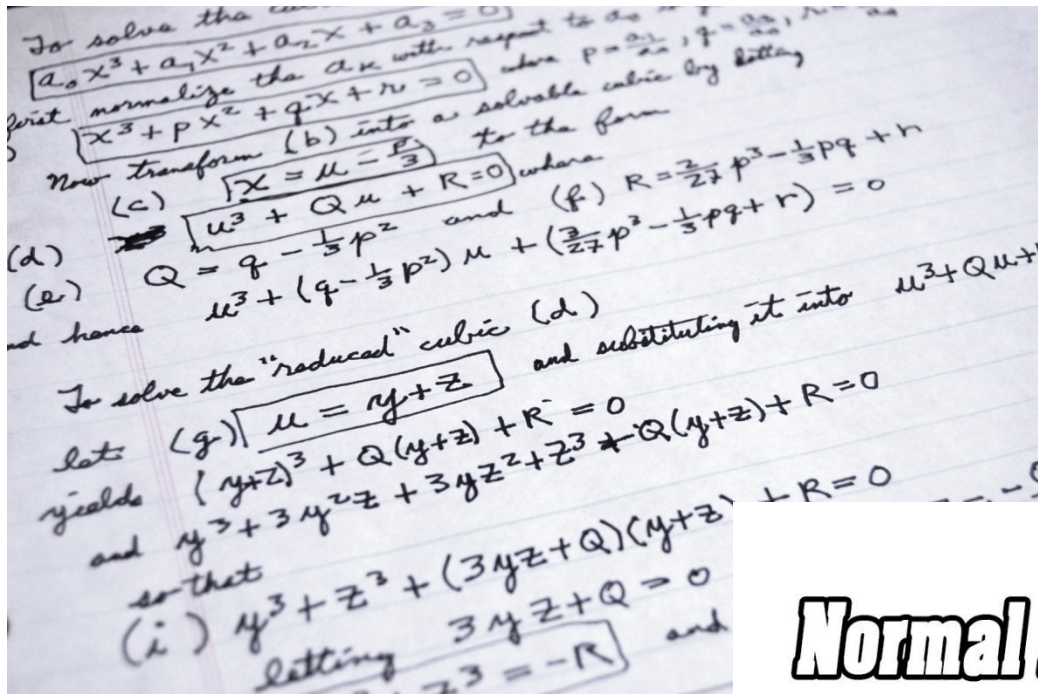 To solve the
a₀x³ + a₁x² + a₂x + a₃ = 0
first normalize the aₖ with respect to a₀
x³ + px² + qx + r = 0 where p = a₁/a₀, q = a₂/a₀,
now transform (b) into a solvable cubic by letting
(c) x = u - p/3 to the form
(d) u³ + Qu + R = 0 where
(e) Q = q - 1/3 p² and (f) R = 2/27 p³ - 1/3 pq + r
and hence u³ + (q - 1/3 p²) u + (2/27 p³ - 1/3 pq + r) = 0
To solve the "reduced" cubic (d)
let (g) u = y+z and substituting it into u³ + Qu +
yields (y+z)³ + Q(y+z) + R = 0
and y³ + 3y²z + 3yz² + z³ + Q(y+z) + R = 0
so that
(i) y³ + z³ + (3yz + Q)(y+z) + R = 0
letting 3yz + Q = 0
z³ = -R and
Normal